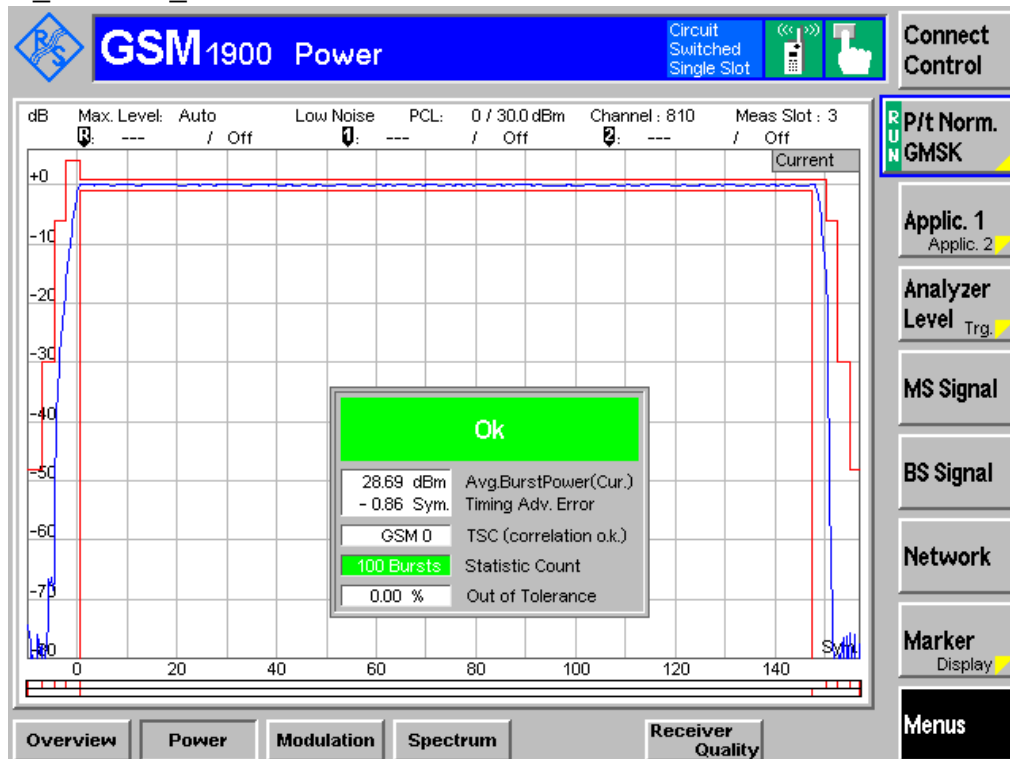 R&S GSM 1900 Power
Circuit
Switched
Single Slot
Connect
Control
dB Max. Level: Auto Low Noise PCL: 0 / 30.0 dBm Channel : 810 Meas Slot : 3
R: --- / Off 1: --- / Off 2: --- / Off
Current
+0
-10
-20
-30
-40
-50
-60
-70
-80
Ok
28.69 dBm Avg.BurstPower(Cur.)
- 0.86 Sym. Timing Adv. Error
GSM 0 TSC (correlation o.k.)
100 Bursts Statistic Count
0.00 % Out of Tolerance
Sym.
0 20 40 60 80 100 120 140
RUN
P/t Norm.
GMSK
Applic. 1
Applic. 2
Analyzer
Level Trg.
MS Signal
BS Signal
Network
Marker
Display
Menus
Overview Power Modulation Spectrum Receiver
Quality